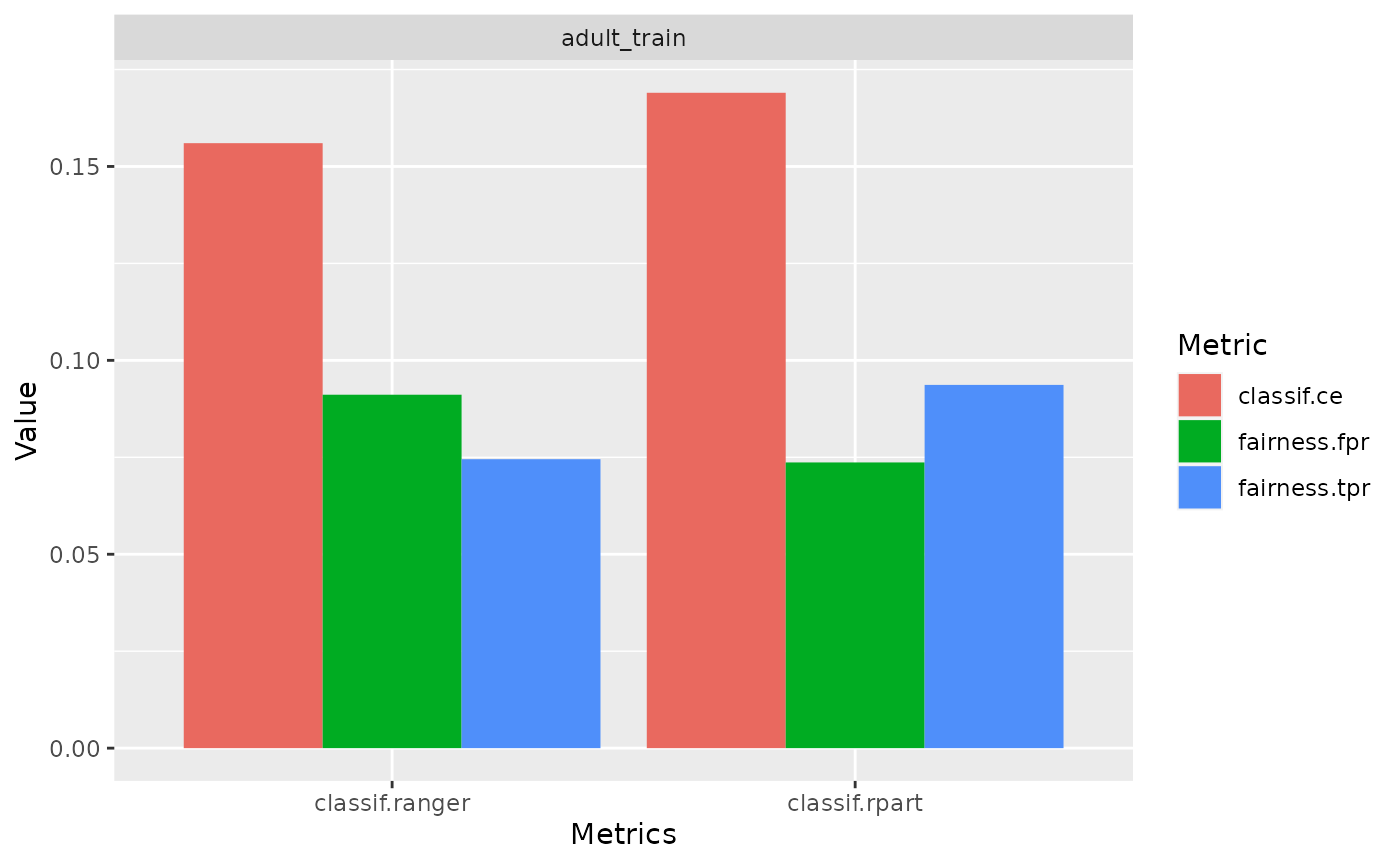 adult_train
0.15
0.10
0.05
0.00
Value
classif.ranger
classif.rpart
Metrics
Metric
classif.ce
fairness.fpr
fairness.tpr